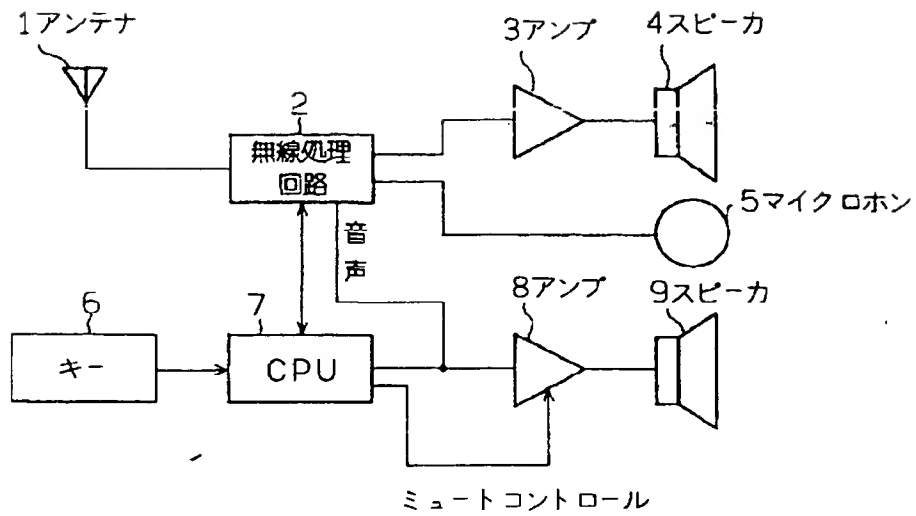 1アンテナ
3アンプ
4スピーカ
2
無線処理
回路
5マイクロホン
音
声
8アンプ
9スピーカ
6
7
キー
CPU
ミュートコントロール